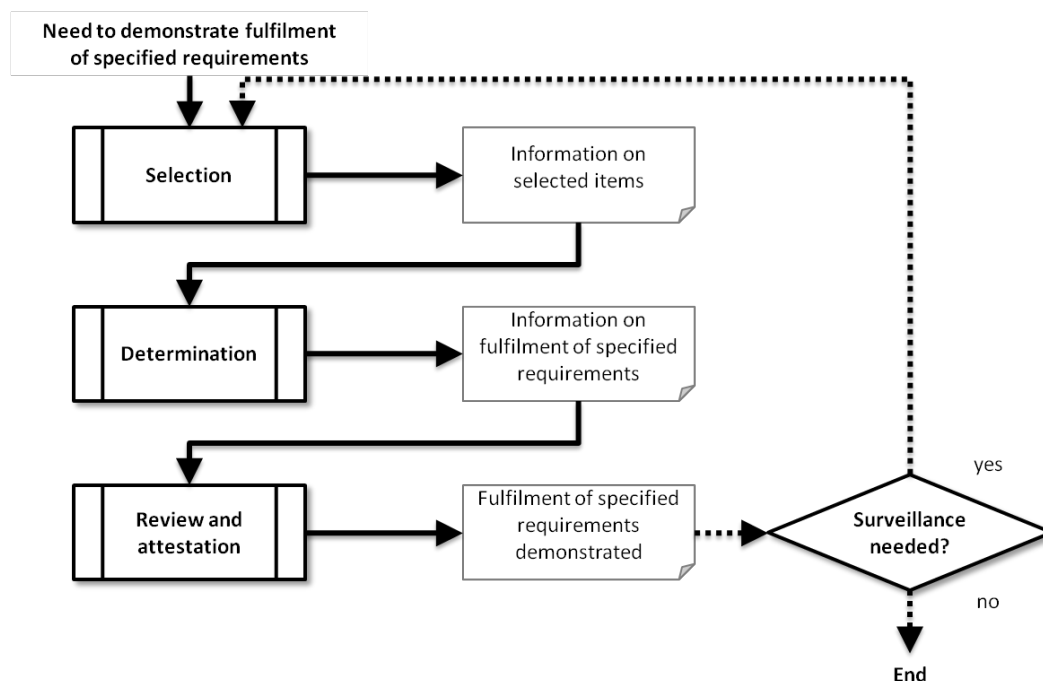 Need to demonstrate fulfilment
of specified requirements
Selection
Information on
selected items
Determination
Information on
fulfilment of specified
requirements
Review and
attestation
Fulfilment of specified
requirements
demonstrated
Surveillance
needed?
yes
no
End